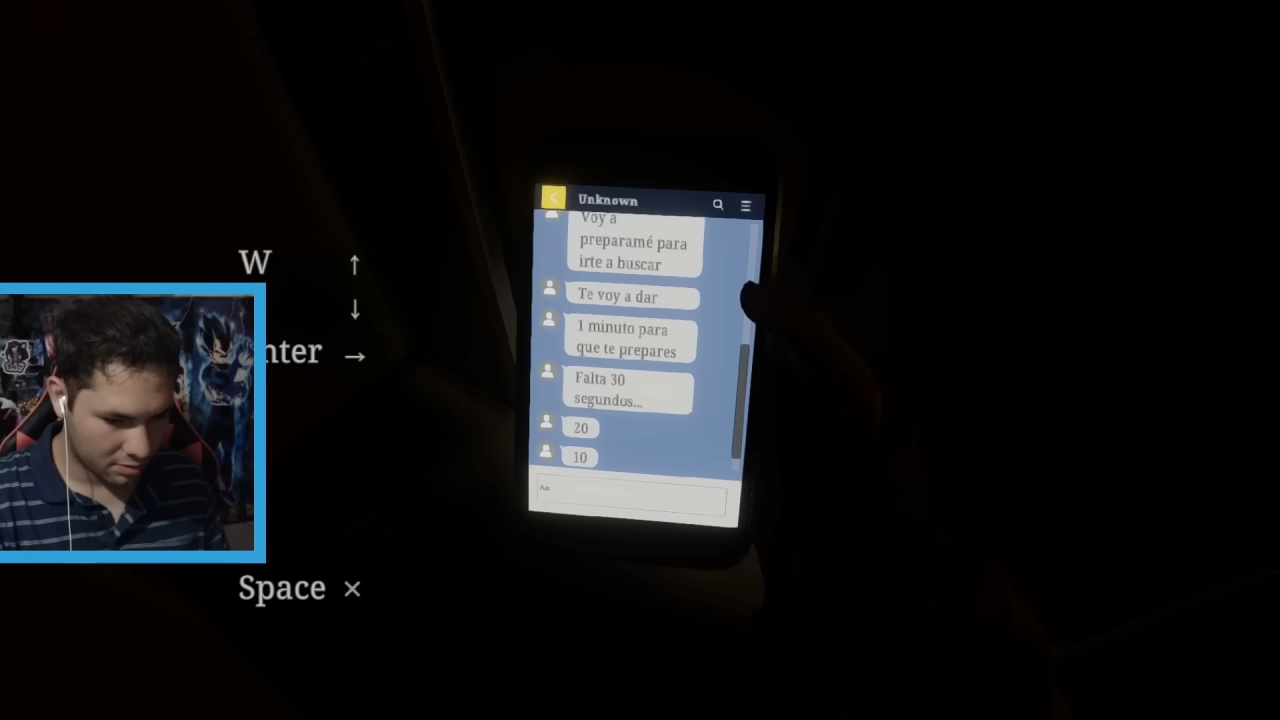 Unknown
Voy a
preparamé para
irte a buscar
Te voy a dar
1 minuto para
que te prepares
Falta 30
segundos...
20
10
Aa
W ↑
↓
nter →
Space ×